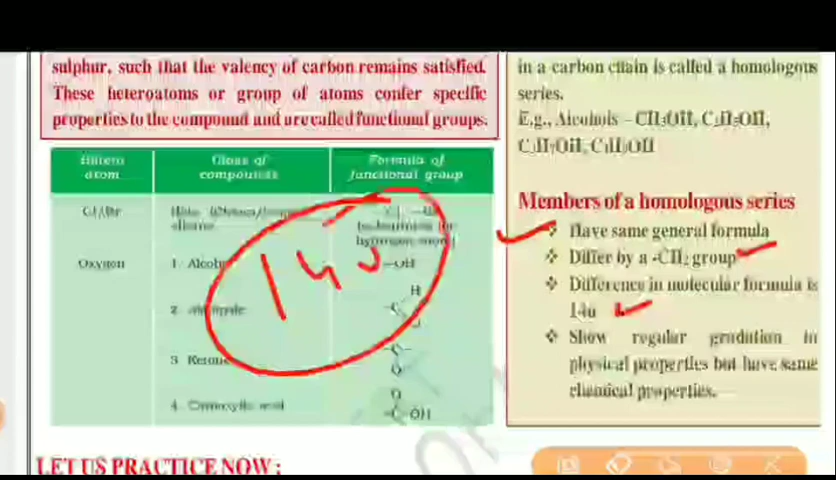 sulphur, such that the valency of carbon remains satisfied.
These heteroatoms or group of atoms confer specific
properties to the compound and are called functional groups.
Hetero atom
Class of compounds
Formula of functional group
Cl/Br
Oxygen
1. Alcohol
—OH
2. Aldehyde
H
3. Ketone
–C–
O
4. Carboxylic acid
O
–C–OH
14u
LET US PRACTICE NOW:
in a carbon chain is called a homologous
series.
E.g., Alcohols – CH₃OH, C₂H₅OH,
C₃H₇OH, C₄H₉OH
Members of a homologous series
❖ Have same general formula
❖ Differ by a -CH₂ group
❖ Difference in molecular formula is
14u
❖ Show regular gradation in
physical properties but have same
chemical properties.